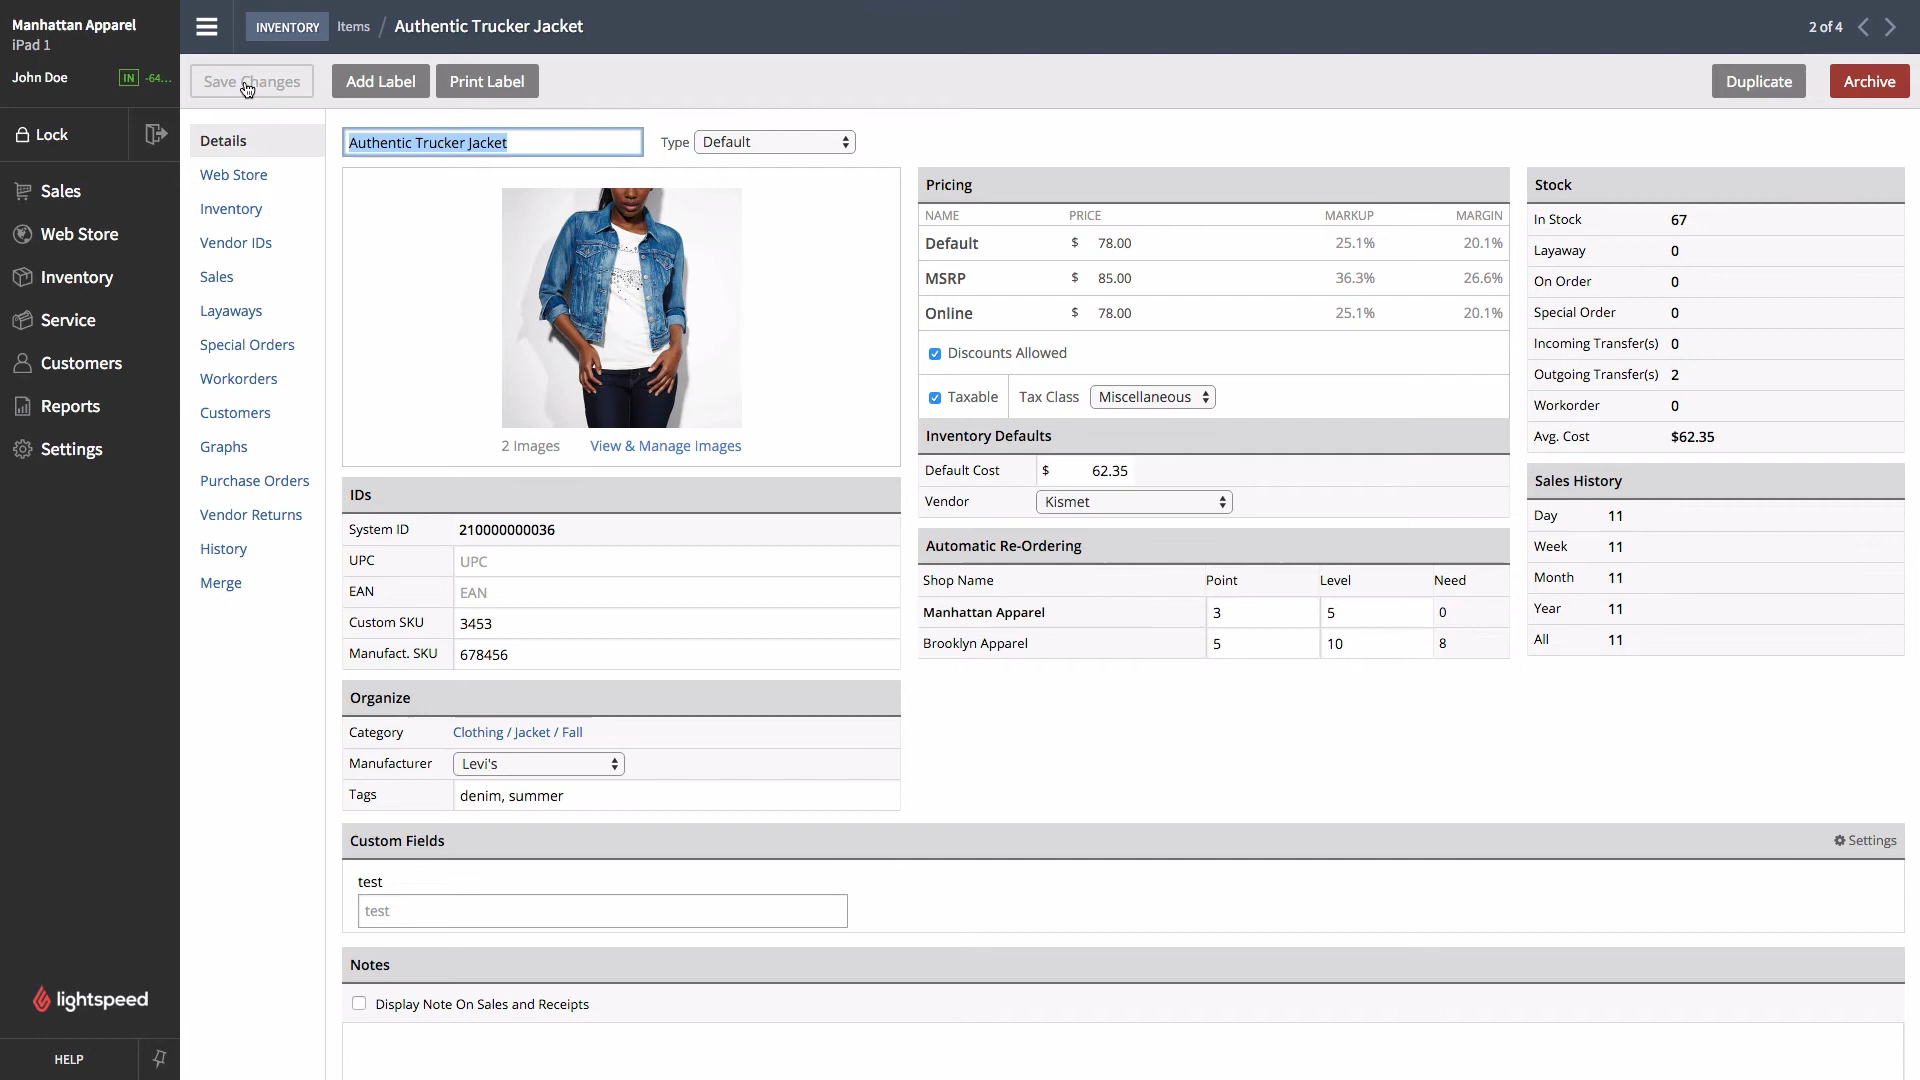 Manhattan Apparel
iPad 1
John Doe IN -64...
Lock
Sales
Web Store
Inventory
Service
Customers
Reports
Settings
lightspeed
HELP
INVENTORY Items / Authentic Trucker Jacket 2 of 4
Save Changes Add Label Print Label Duplicate Archive
Details
Web Store
Inventory
Vendor IDs
Sales
Layaways
Special Orders
Workorders
Customers
Graphs
Purchase Orders
Vendor Returns
History
Merge
Authentic Trucker Jacket Type Default
2 Images View & Manage Images
IDs
System ID 210000000036
UPC UPC
EAN EAN
Custom SKU 3453
Manufact. SKU 678456
Organize
Category Clothing / Jacket / Fall
Manufacturer Levi's
Tags denim, summer
Pricing
NAME PRICE MARKUP MARGIN
Default $ 78.00 25.1% 20.1%
MSRP $ 85.00 36.3% 26.6%
Online $ 78.00 25.1% 20.1%
Discounts Allowed
Taxable Tax Class Miscellaneous
Inventory Defaults
Default Cost $ 62.35
Vendor Kismet
Automatic Re-Ordering
Shop Name Point Level Need
Manhattan Apparel 3 5 0
Brooklyn Apparel 5 10 8
Stock
In Stock 67
Layaway 0
On Order 0
Special Order 0
Incoming Transfer(s) 0
Outgoing Transfer(s) 2
Workorder 0
Avg. Cost $62.35
Sales History
Day 11
Week 11
Month 11
Year 11
All 11
Custom Fields Settings
test
test
Notes
Display Note On Sales and Receipts